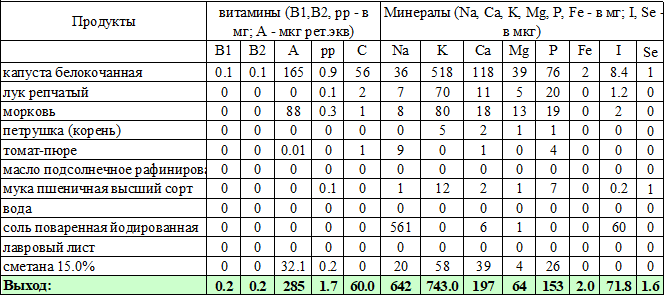 Продукты
витамины (B1,B2, pp - в мг; A - мкг рет.экв)
Минералы (Na, Ca, K, Mg, P, Fe - в мг; I, Se - в мкг)
B1 B2 A pp C Na K Ca Mg P Fe I Se
капуста белокочанная 0.1 0.1 165 0.9 56 36 518 118 39 76 2 8.4 1
лук репчатый 0 0 0 0.1 2 7 70 11 5 20 0 1.2 0
морковь 0 0 88 0.3 1 8 80 18 13 19 0 2 0
петрушка (корень) 0 0 0 0 0 0 5 2 1 1 0 0 0
томат-пюре 0 0 0.01 0 1 9 0 1 0 4 0 0 0
масло подсолнечное рафинирова 0 0 0 0 0 0 0 0 0 0 0 0 0
мука пшеничная высший сорт 0 0 0 0.1 0 1 12 2 1 7 0 0.2 1
вода 0 0 0 0 0 0 0 0 0 0 0 0 0
соль поваренная йодированная 0 0 0 0 0 561 0 6 1 0 0 60 0
лавровый лист 0 0 0 0 0 0 0 0 0 0 0 0 0
сметана 15.0% 0 0 32.1 0.2 0 20 58 39 4 26 0 0 0
Выход: 0.2 0.2 285 1.7 60.0 642 743.0 197 64 153 2.0 71.8 1.6